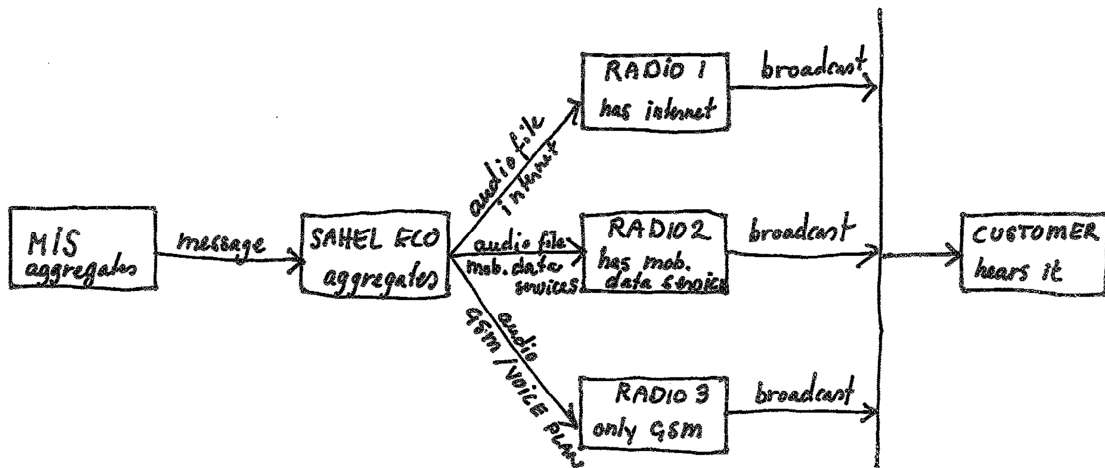 MIS
aggregates
message
SAHEL ECO
aggregates
audio file
internet
audio file
mob. data
services
audio
GSM / VOICE PLAN
RADIO 1
has internet
RADIO 2
has mob.
data service
RADIO 3
only GSM
broadcast
broadcast
broadcast
CUSTOMER
hears it